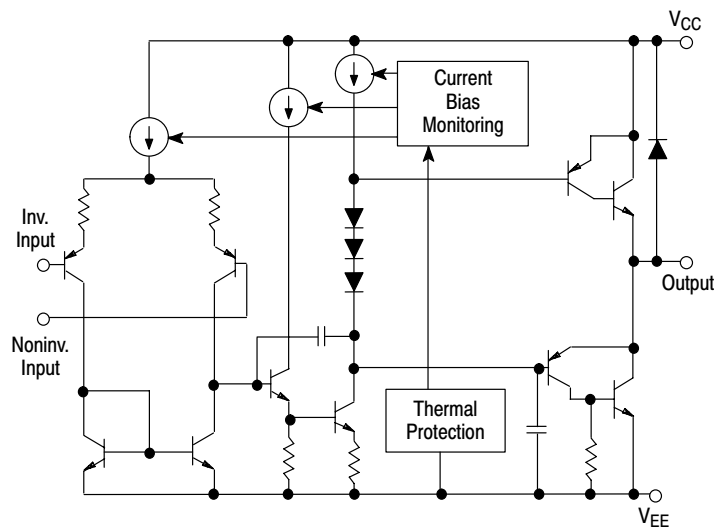 VCC
Current
Bias
Monitoring
Inv.
Input
Output
Noninv.
Input
Thermal
Protection
VEE